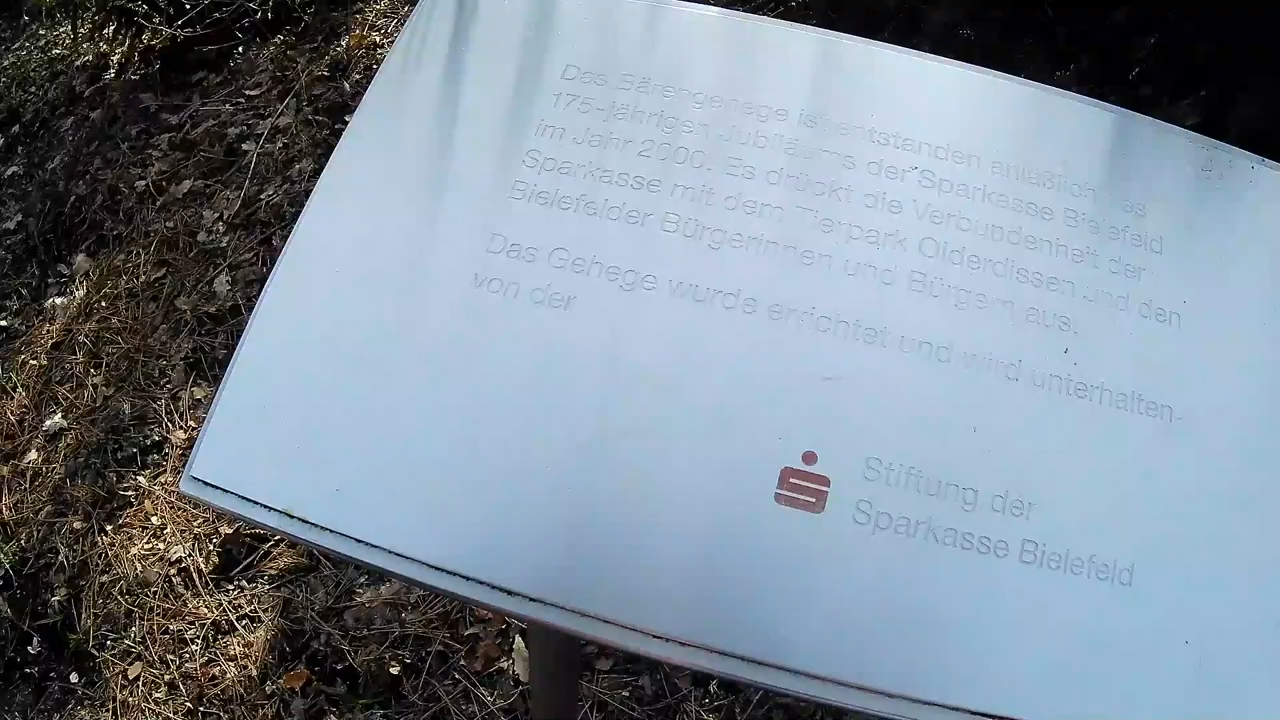 Das Bärengehege ist entstanden anläßlich des
175-jährigen Jubiläums der Sparkasse Bielefeld
im Jahr 2000. Es drückt die Verbundenheit der
Sparkasse mit dem Tierpark Olderdissen und den
Bielefelder Bürgerinnen und Bürgern aus.
Das Gehege wurde errichtet und wird unterhalten
von der
Stiftung der
Sparkasse Bielefeld